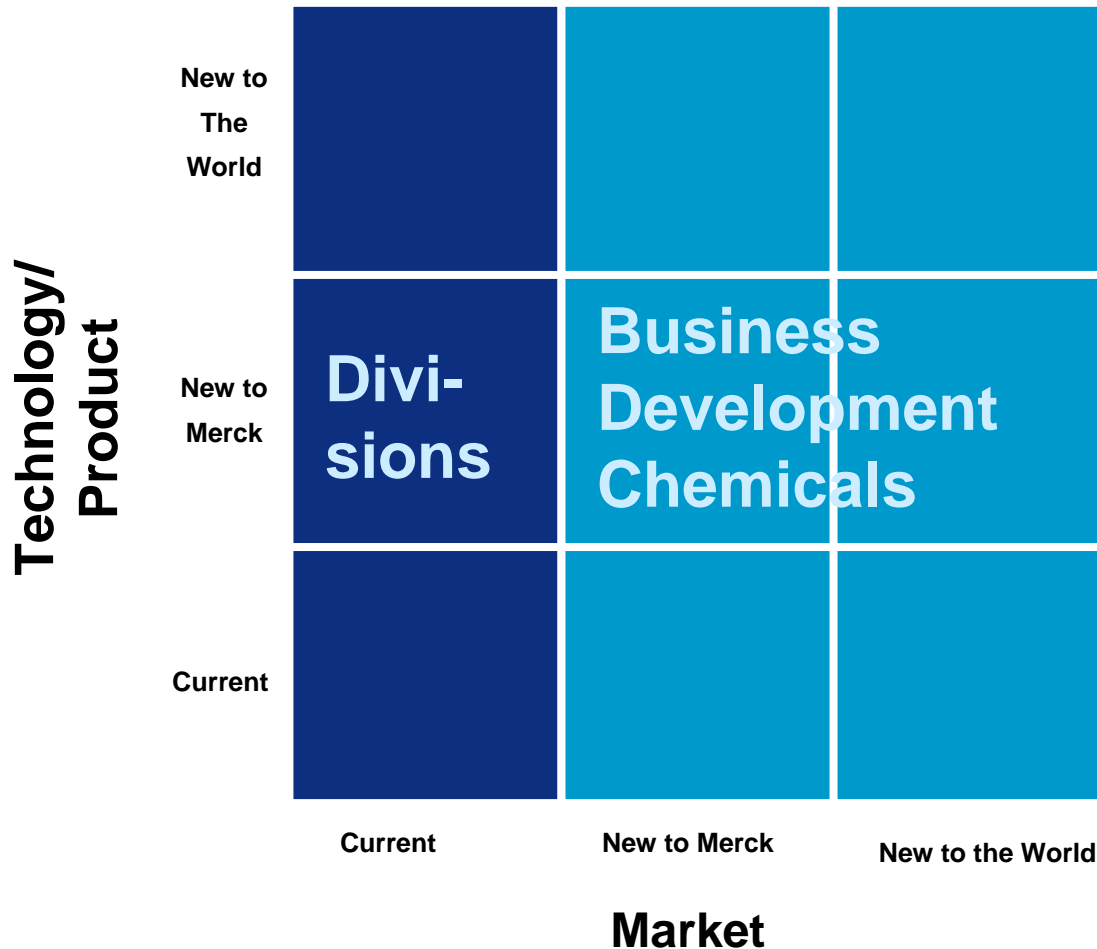 New to
The
World
Technology/
Product
New to
Merck
Divi-
sions
Business
Development
Chemicals
Current
Current
New to Merck
New to the World
Market